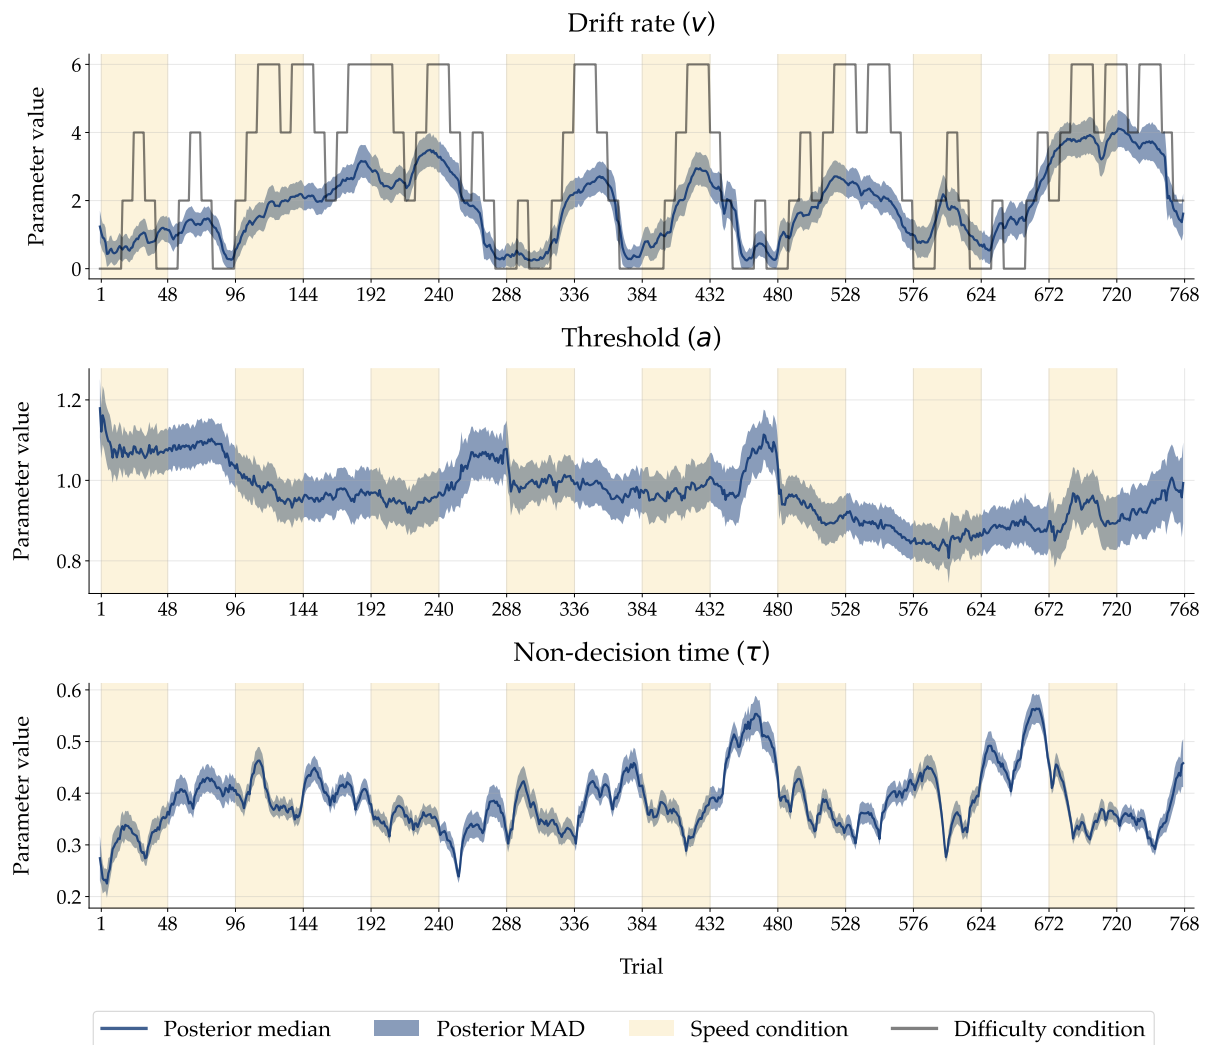 Drift rate (v)
Parameter value
6
4
2
0
1 48 96 144 192 240 288 336 384 432 480 528 576 624 672 720 768
Threshold (a)
Parameter value
1.2
1.0
0.8
1 48 96 144 192 240 288 336 384 432 480 528 576 624 672 720 768
Non-decision time (τ)
Parameter value
0.6
0.5
0.4
0.3
0.2
1 48 96 144 192 240 288 336 384 432 480 528 576 624 672 720 768
Trial
Posterior median Posterior MAD Speed condition Difficulty condition